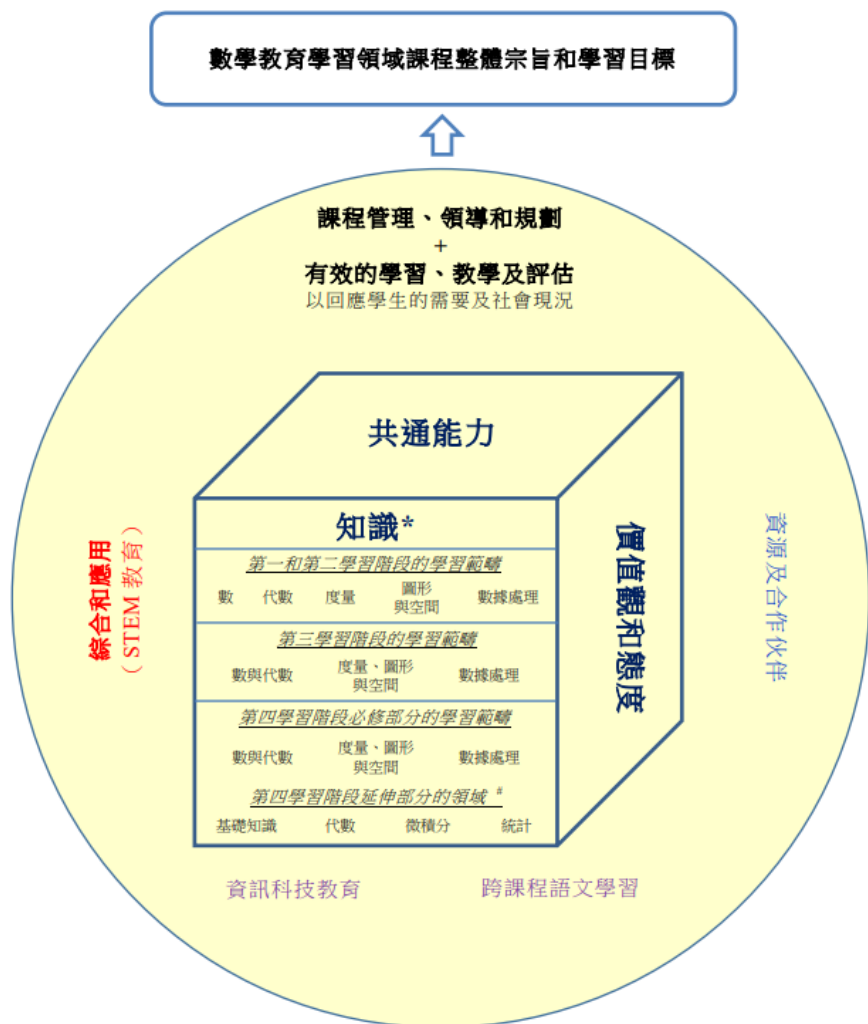 數學教育學習領域課程整體宗旨和學習目標
課程管理、領導和規劃
+
有效的學習、教學及評估
以回應學生的需要及社會現況
共通能力
知識*
第一和第二學習階段的學習範疇
數 代數 度量 圖形與空間 數據處理
第三學習階段的學習範疇
數與代數 度量、圖形與空間 數據處理
第四學習階段必修部分的學習範疇
數與代數 度量、圖形與空間 數據處理
第四學習階段延伸部分的領域 #
基礎知識 代數 微積分 統計
價值觀和態度
綜合和應用
（STEM 教育）
資源及合作伙伴
資訊科技教育
跨課程語文學習